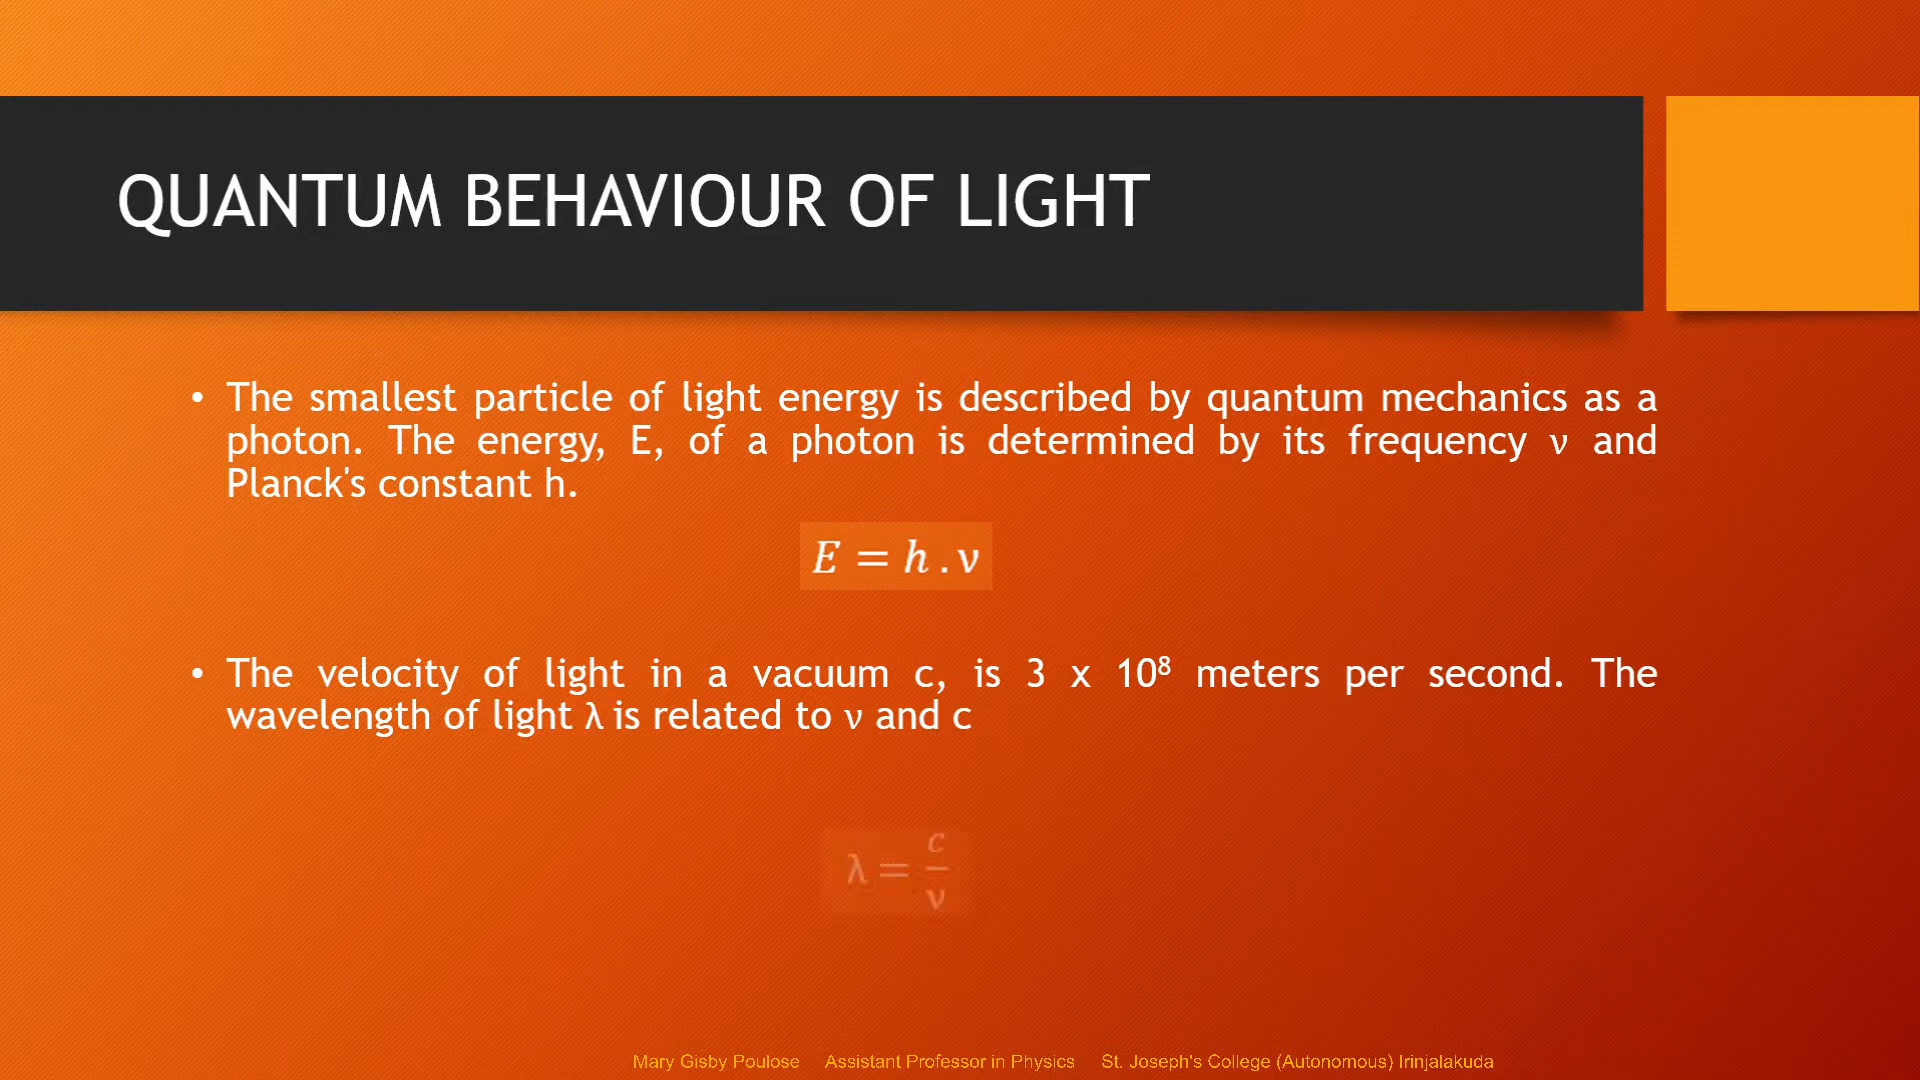 QUANTUM BEHAVIOUR OF LIGHT
• The smallest particle of light energy is described by quantum mechanics as a
photon. The energy, E, of a photon is determined by its frequency ν and
Planck's constant h.
E = h . ν
• The velocity of light in a vacuum c, is 3 x 10⁸ meters per second. The
wavelength of light λ is related to ν and c
λ = c/ν
Mary Gisby Poulose Assistant Professor in Physics St. Joseph's College (Autonomous) Irinjalakuda